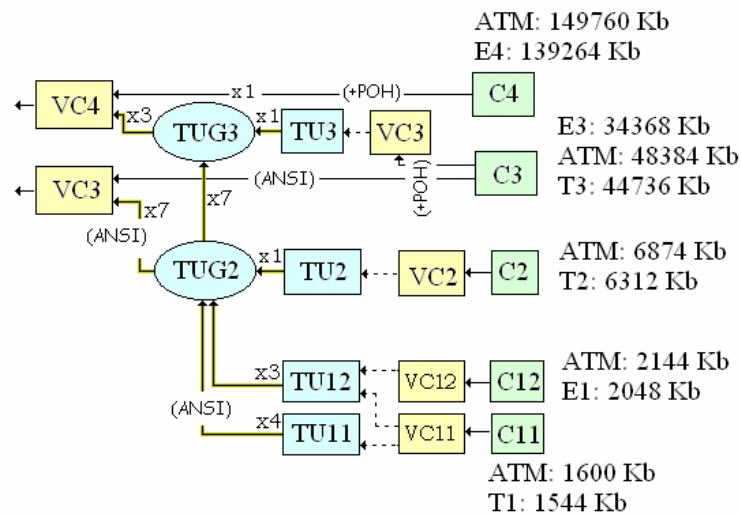 ATM: 149760 Kb
E4: 139264 Kb
x1
(+POH)
C4
VC4
x3
TUG3
x1
TU3
VC3
E3: 34368 Kb
ATM: 48384 Kb
T3: 44736 Kb
C3
(ANSI)
(+POH)
VC3
x7
x7
(ANSI)
TUG2
x1
TU2
VC2
C2
ATM: 6874 Kb
T2: 6312 Kb
x3
TU12
VC12
C12
ATM: 2144 Kb
E1: 2048 Kb
(ANSI)
x4
TU11
VC11
C11
ATM: 1600 Kb
T1: 1544 Kb